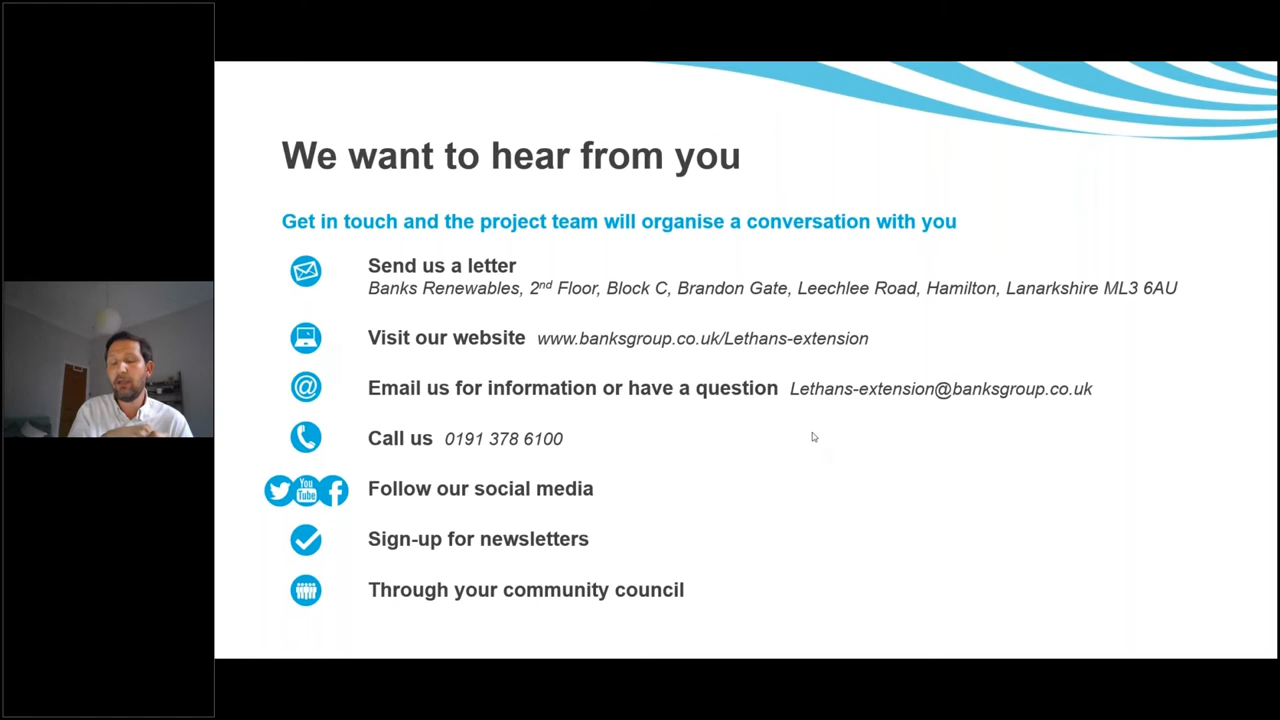 We want to hear from you
Get in touch and the project team will organise a conversation with you
Send us a letter
Banks Renewables, 2nd Floor, Block C, Brandon Gate, Leechlee Road, Hamilton, Lanarkshire ML3 6AU
Visit our website www.banksgroup.co.uk/Lethans-extension
@ Email us for information or have a question Lethans-extension@banksgroup.co.uk
Call us 0191 378 6100
You Tube f Follow our social media
Sign-up for newsletters
Through your community council